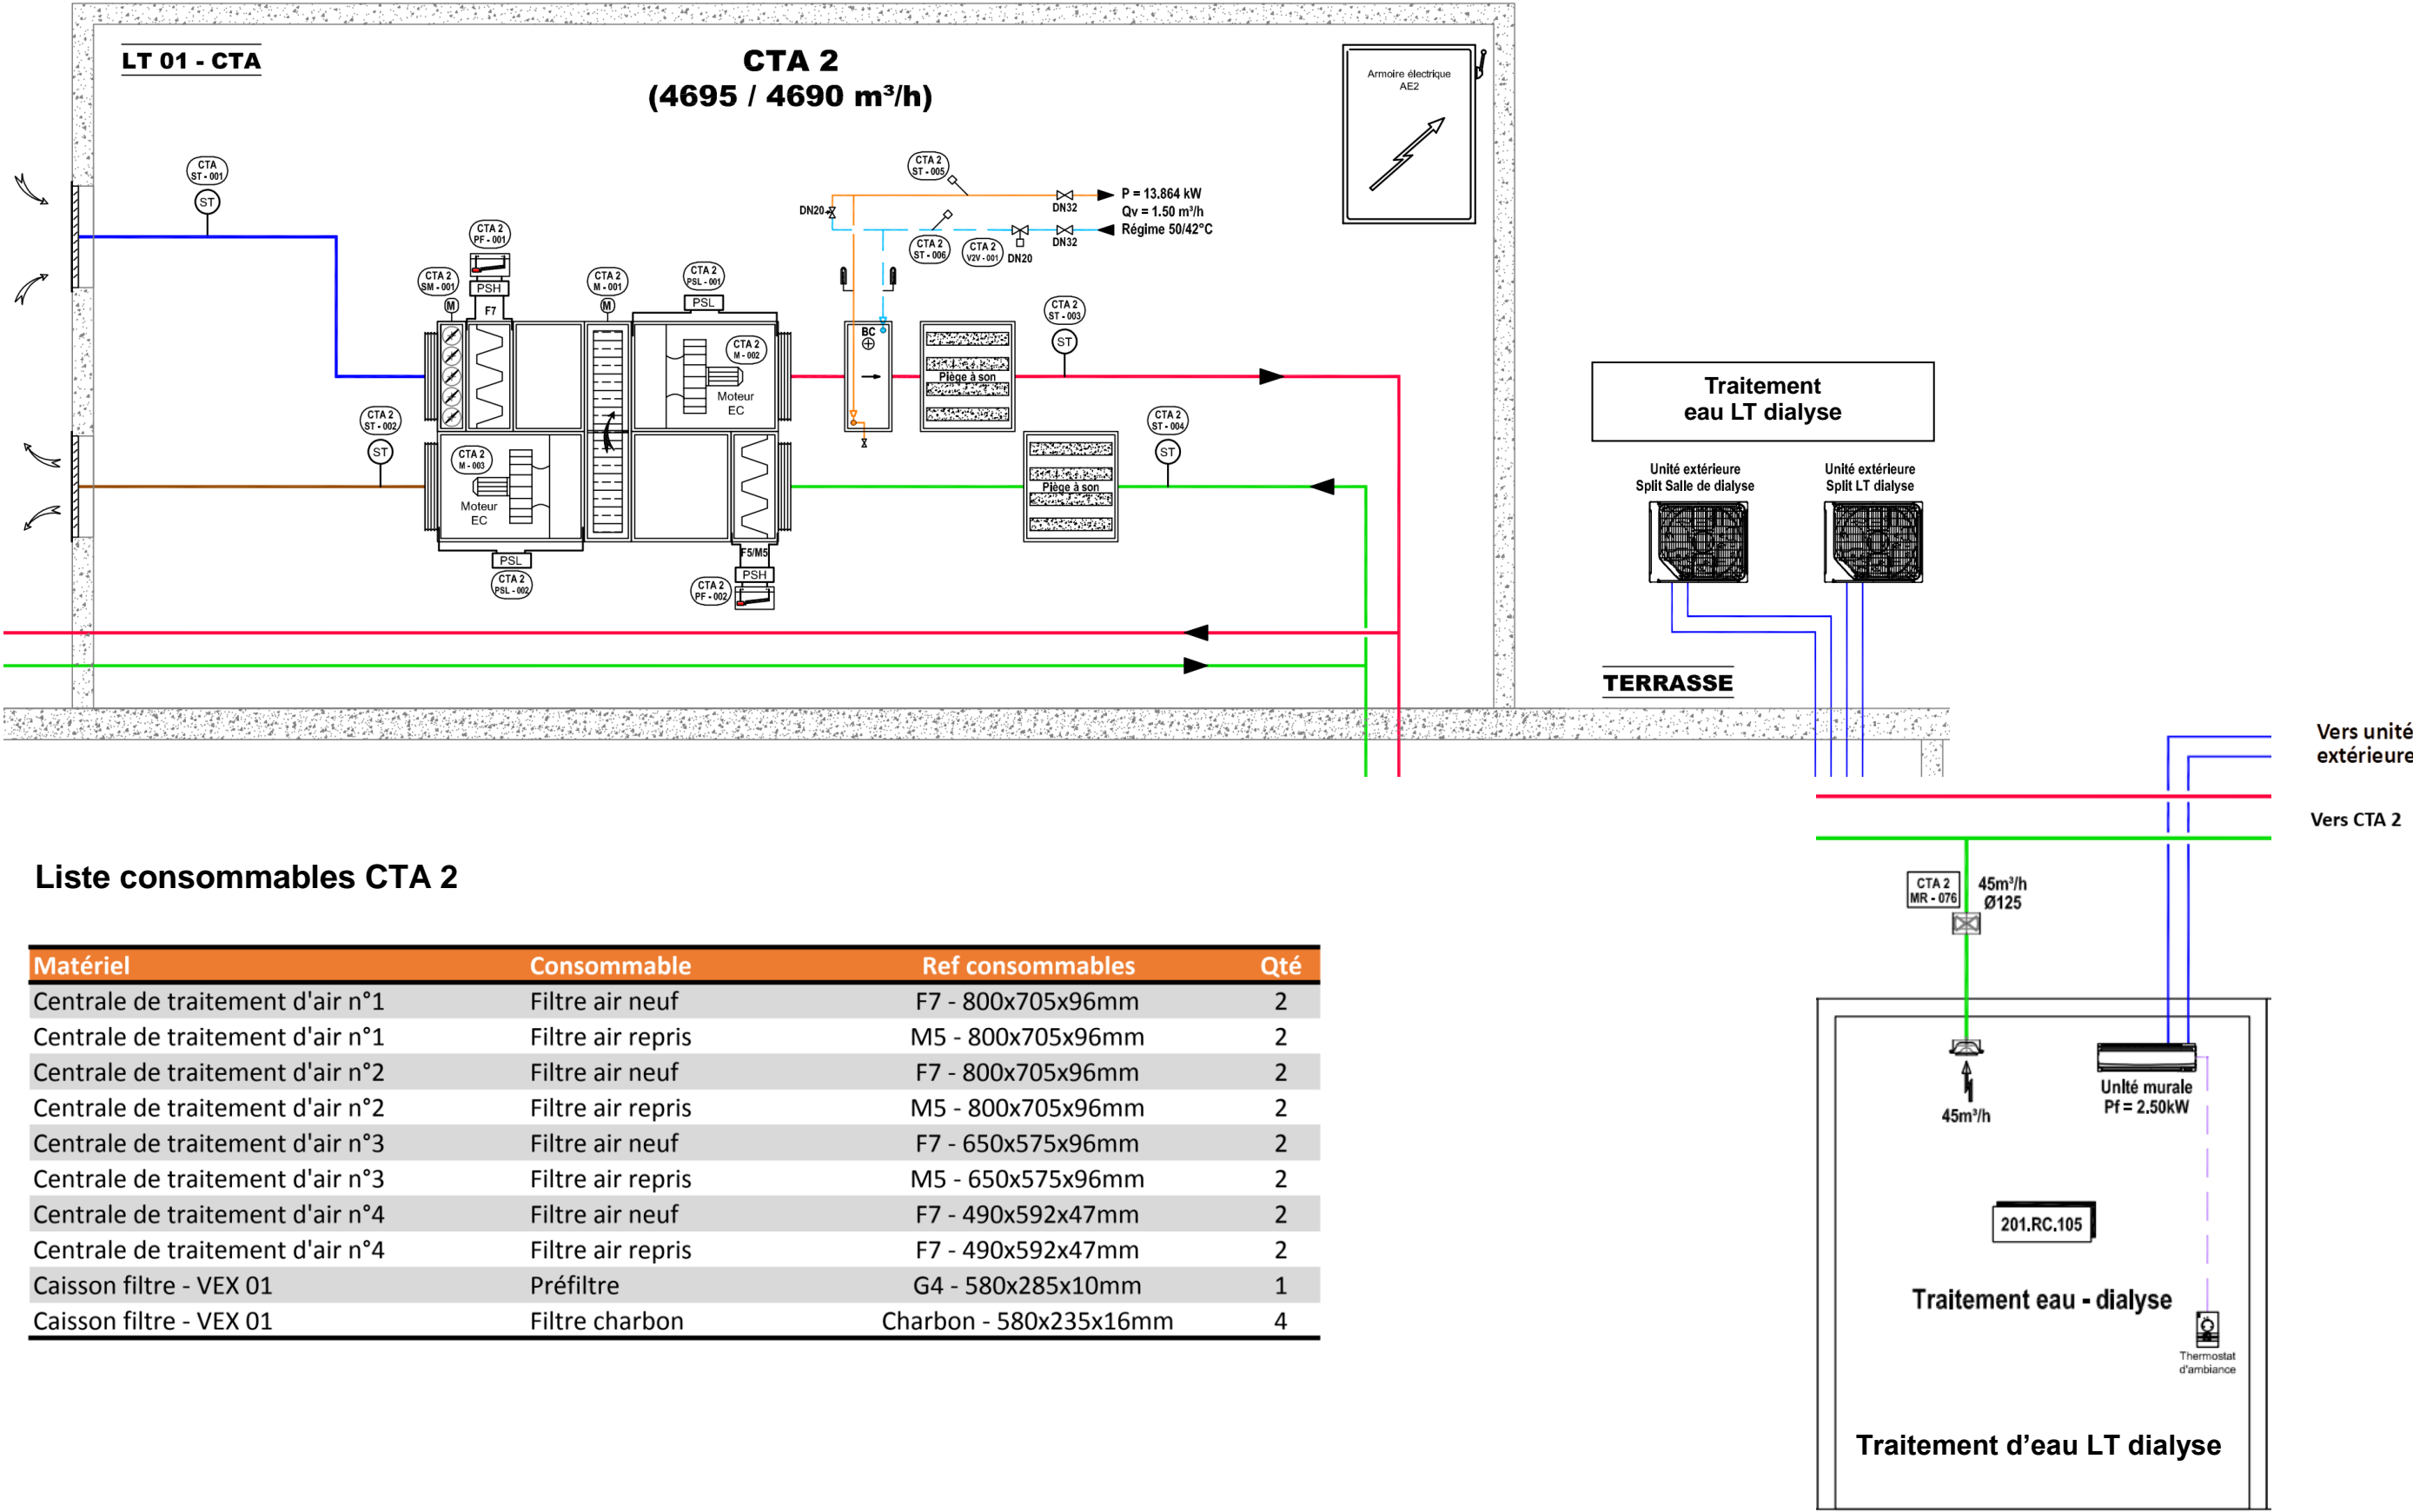 LT 01 - CTA
CTA 2
(4695 / 4690 m³/h)
Armoire électrique
AE2
CTA
ST - 001
ST
CTA 2
ST - 005
P = 13.864 kW
DN20
DN32
Qv = 1.50 m³/h
Régime 50/42°C
CTA 2
ST - 006
CTA 2
V2V - 001
DN20
DN32
CTA 2
PF - 001
PSH
F7
CTA 2
SM - 001
M
CTA 2
M - 001
M
CTA 2
PSL - 001
PSL
CTA 2
M - 002
Moteur
EC
BC
Piège à son
CTA 2
ST - 003
ST
CTA 2
ST - 002
ST
CTA 2
M - 003
Moteur
EC
PSL
CTA 2
PSL - 002
F5/M5
PSH
CTA 2
PF - 002
Piège à son
CTA 2
ST - 004
ST
Traitement
eau LT dialyse
Unité extérieure
Split Salle de dialyse
Unité extérieure
Split LT dialyse
TERRASSE
Vers unité
extérieure
Vers CTA 2
CTA 2
MR - 076
45m³/h
Ø125
45m³/h
Unité murale
Pf = 2.50kW
201.RC.105
Traitement eau - dialyse
Thermostat
d'ambiance
Traitement d’eau LT dialyse
Liste consommables CTA 2
Matériel Consommable Ref consommables Qté
Centrale de traitement d'air n°1 Filtre air neuf F7 - 800x705x96mm 2
Centrale de traitement d'air n°1 Filtre air repris M5 - 800x705x96mm 2
Centrale de traitement d'air n°2 Filtre air neuf F7 - 800x705x96mm 2
Centrale de traitement d'air n°2 Filtre air repris M5 - 800x705x96mm 2
Centrale de traitement d'air n°3 Filtre air neuf F7 - 650x575x96mm 2
Centrale de traitement d'air n°3 Filtre air repris M5 - 650x575x96mm 2
Centrale de traitement d'air n°4 Filtre air neuf F7 - 490x592x47mm 2
Centrale de traitement d'air n°4 Filtre air repris F7 - 490x592x47mm 2
Caisson filtre - VEX 01 Préfiltre G4 - 580x285x10mm 1
Caisson filtre - VEX 01 Filtre charbon Charbon - 580x235x16mm 4